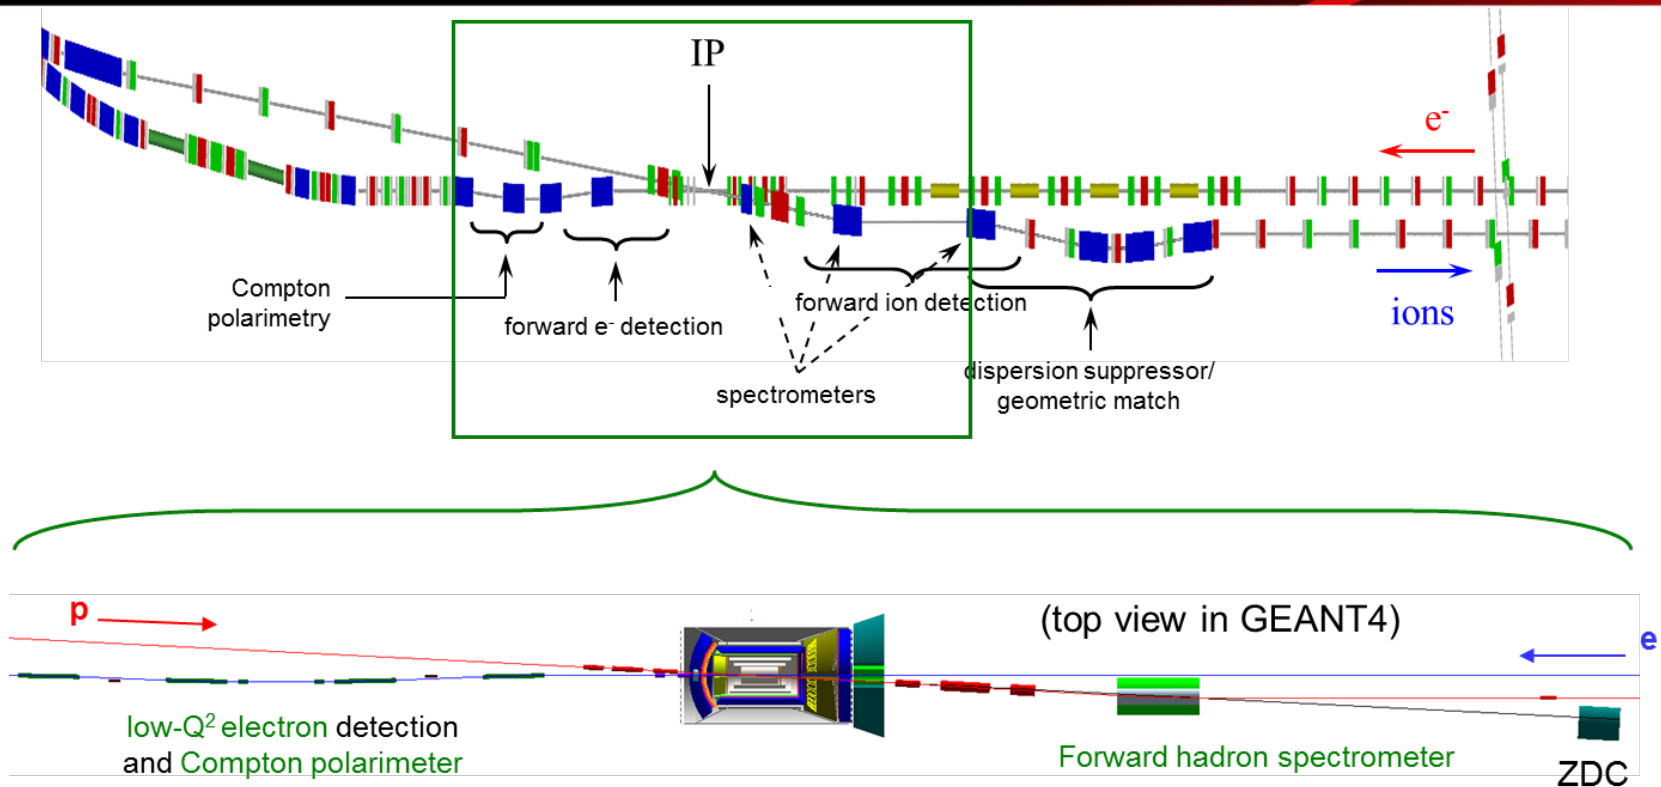 IP
e-
Compton
polarimetry
forward e- detection
forward ion detection
ions
spectrometers
dispersion suppressor/
geometric match
p
(top view in GEANT4)
e
low-Q2 electron detection
and Compton polarimeter
Forward hadron spectrometer
ZDC